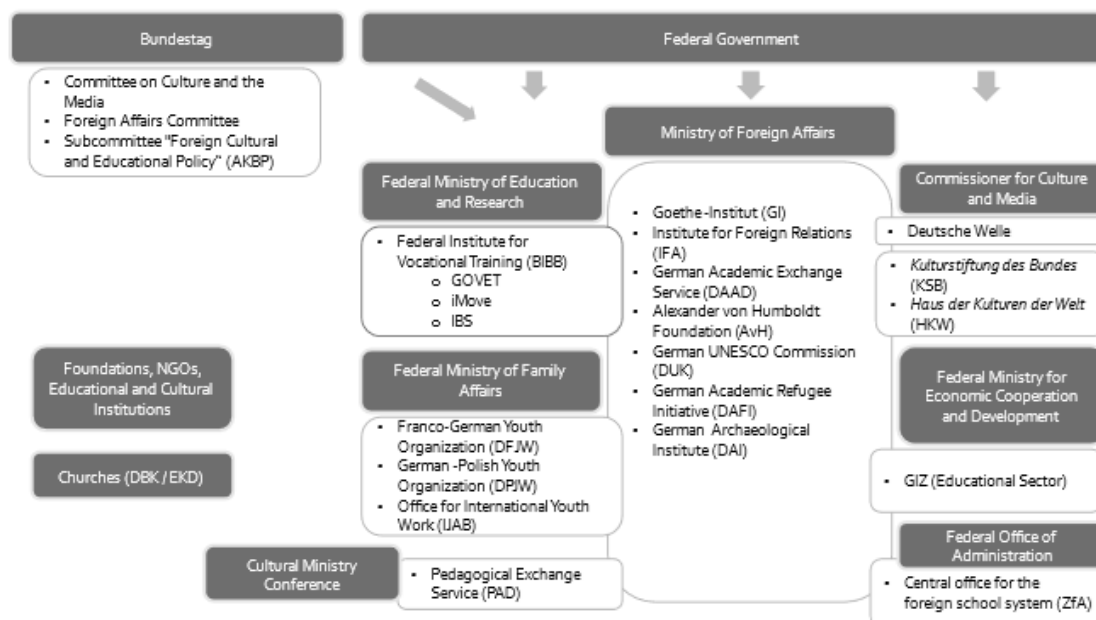 Bundestag
Committee on Culture and the
Media
Foreign Affairs Committee
Subcommittee "Foreign Cultural
and Educational Policy" (AKBP)
Foundations, NGOs,
Educational and Cultural
Institutions
Churches (DBK / EKD)
Federal Government
Federal Ministry of Education
and Research
Federal Institute for
Vocational Training (BIBB)
GOVET
iMove
IBS
Federal Ministry of Family
Affairs
Franco-German Youth
Organization (DFJW)
German -Polish Youth
Organization (DPJW)
Office for International Youth
Work (IJAB)
Cultural Ministry
Conference
Pedagogical Exchange
Service (PAD)
Ministry of Foreign Affairs
Goethe -Institut (GI)
Institute for Foreign Relations
(IFA)
German Academic Exchange
Service (DAAD)
Alexander von Humboldt
Foundation (AvH)
German UNESCO Commission
(DUK)
German Academic Refugee
Initiative (DAFI)
German Archaeological
Institute (DAI)
Commissioner for Culture
and Media
Deutsche Welle
Kulturstiftung des Bundes
(KSB)
Haus der Kulturen der Welt
(HKW)
Federal Ministry for
Economic Cooperation
and Development
GIZ (Educational Sector)
Federal Office of
Administration
Central office for the
foreign school system (ZfA)